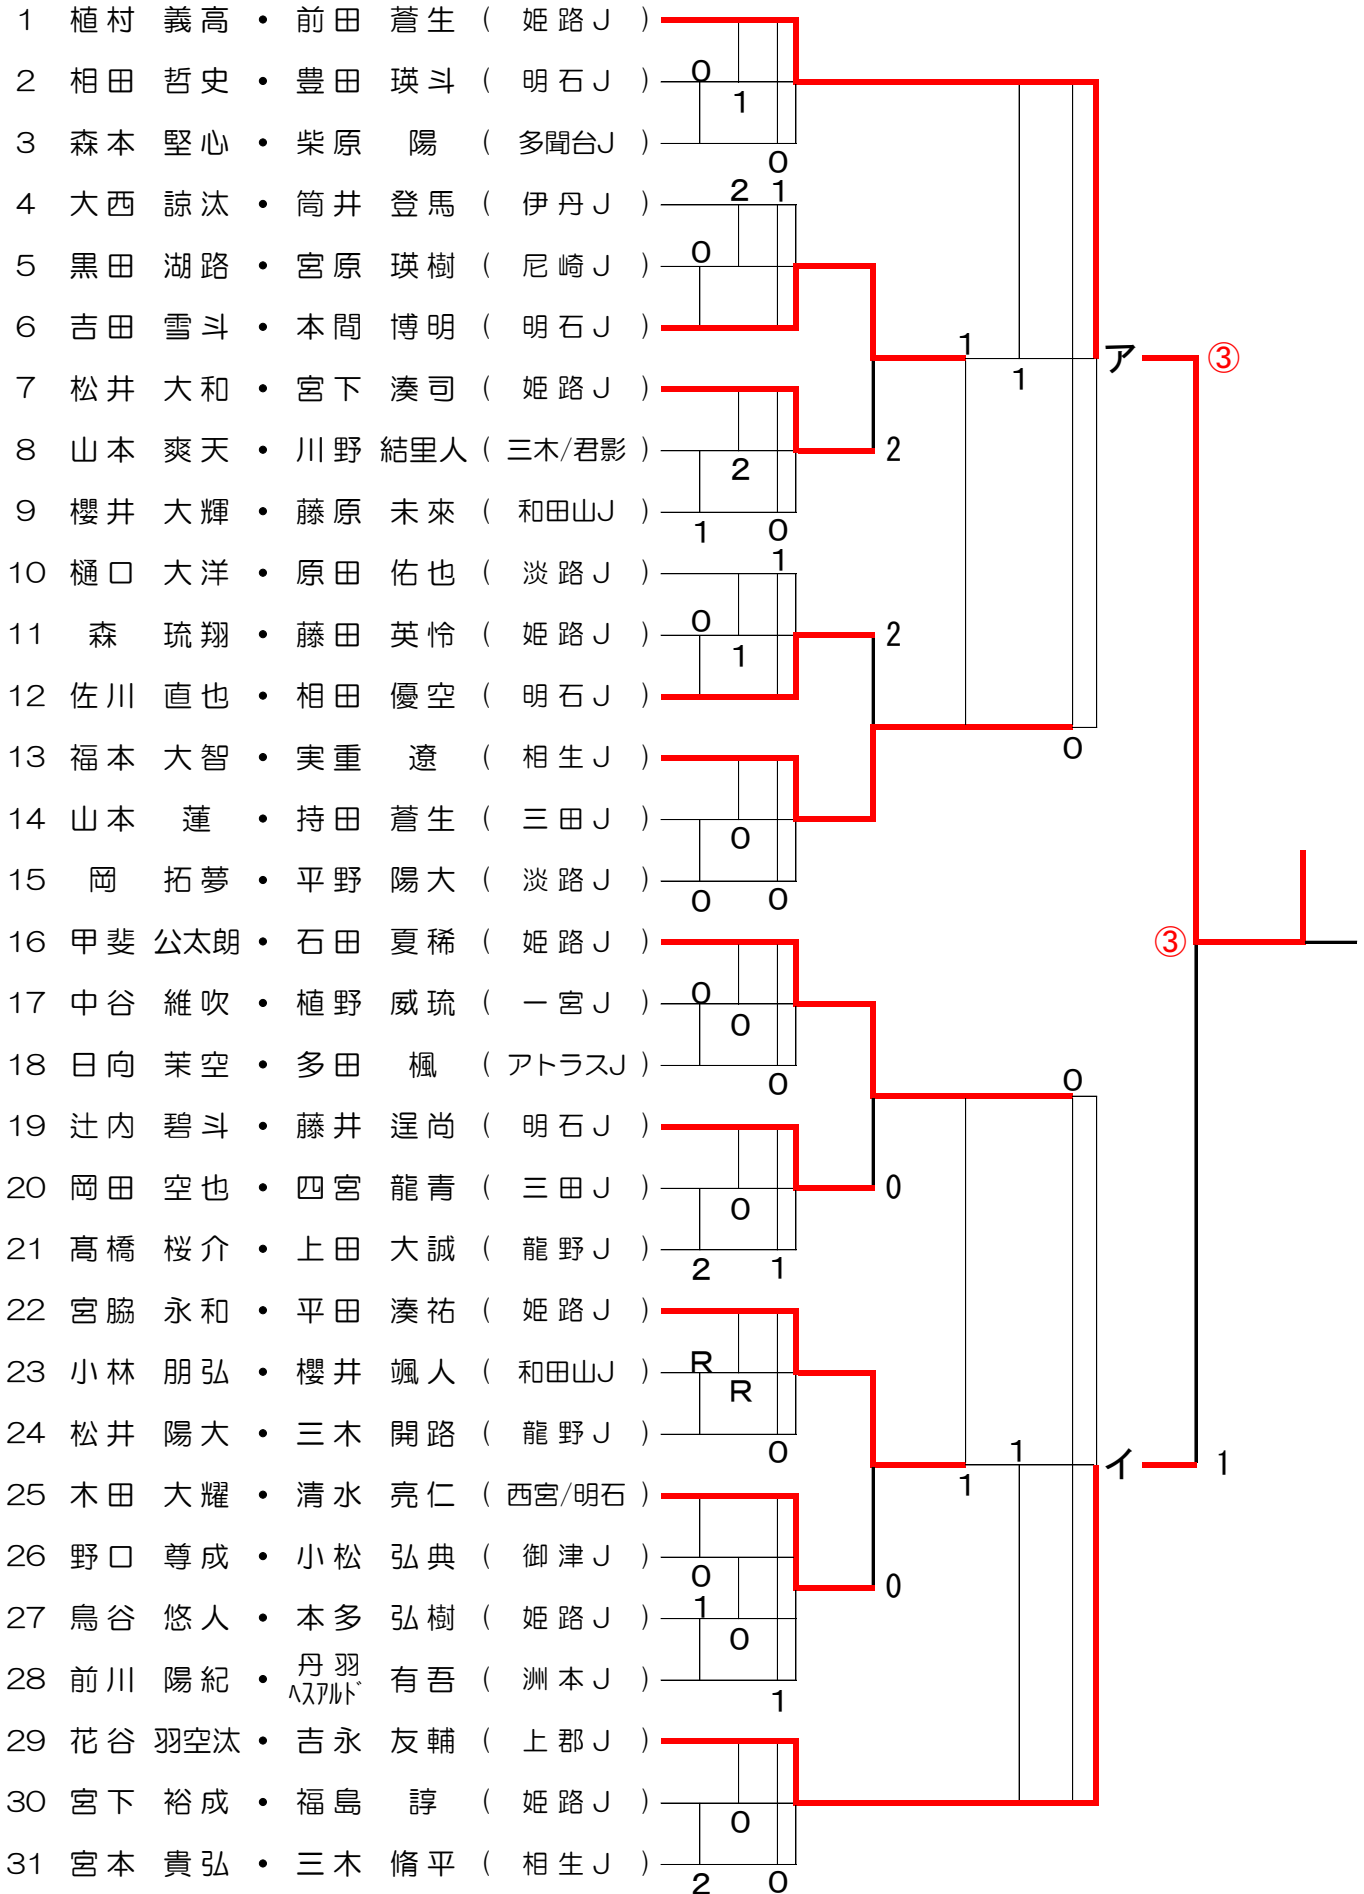 1 植村 義高 • 前田 蒼生 ( 姫路J )
2 相田 哲史 • 豊田 瑛斗 ( 明石J ) 0
1
3 森本 堅心 • 柴原 陽 ( 多聞台J )
0
4 大西 諒汰 • 筒井 登馬 ( 伊丹J ) 2 1
5 黒田 湖路 • 宮原 瑛樹 ( 尼崎J ) 0
6 吉田 雪斗 • 本間 博明 ( 明石J )
1 ア ③
7 松井 大和 • 宮下 湊司 ( 姫路J ) 1
8 山本 爽天 • 川野 結里人 ( 三木/君影 ) 2
2
9 櫻井 大輝 • 藤原 未來 ( 和田山J )
1 0
10 樋口 大洋 • 原田 佑也 ( 淡路J ) 1
11 森 琉翔 • 藤田 英怜 ( 姫路J ) 0 2
1
12 佐川 直也 • 相田 優空 ( 明石J )
13 福本 大智 • 実重 遼 ( 相生J ) 0
14 山本 蓮 • 持田 蒼生 ( 三田J )
0
15 岡 拓夢 • 平野 陽大 ( 淡路J )
0 0
16 甲斐 公太朗 • 石田 夏稀 ( 姫路J ) ③
17 中谷 維吹 • 植野 威琉 ( 一宮J ) 0
0
18 日向 茉空 • 多田 楓 ( アトラスJ )
0 0
19 辻内 碧斗 • 藤井 逞尚 ( 明石J )
20 岡田 空也 • 四宮 龍青 ( 三田J ) 0
0
21 髙橋 桜介 • 上田 大誠 ( 龍野J )
2 1
22 宮脇 永和 • 平田 湊祐 ( 姫路J )
23 小林 朋弘 • 櫻井 颯人 ( 和田山J ) R
R
24 松井 陽大 • 三木 開路 ( 龍野J )
0 1 イ 1
1
25 木田 大耀 • 清水 亮仁 ( 西宮/明石 )
26 野口 尊成 • 小松 弘典 ( 御津J )
0 0
27 鳥谷 悠人 • 本多 弘樹 ( 姫路J ) 1
0
28 前川 陽紀 • 丹羽 ﾍｽｱﾙﾄﾞ 有吾 ( 洲本J )
1
29 花谷 羽空汰 • 吉永 友輔 ( 上郡J )
30 宮下 裕成 • 福島 諄 ( 姫路J )
0
31 宮本 貴弘 • 三木 脩平 ( 相生J )
2 0